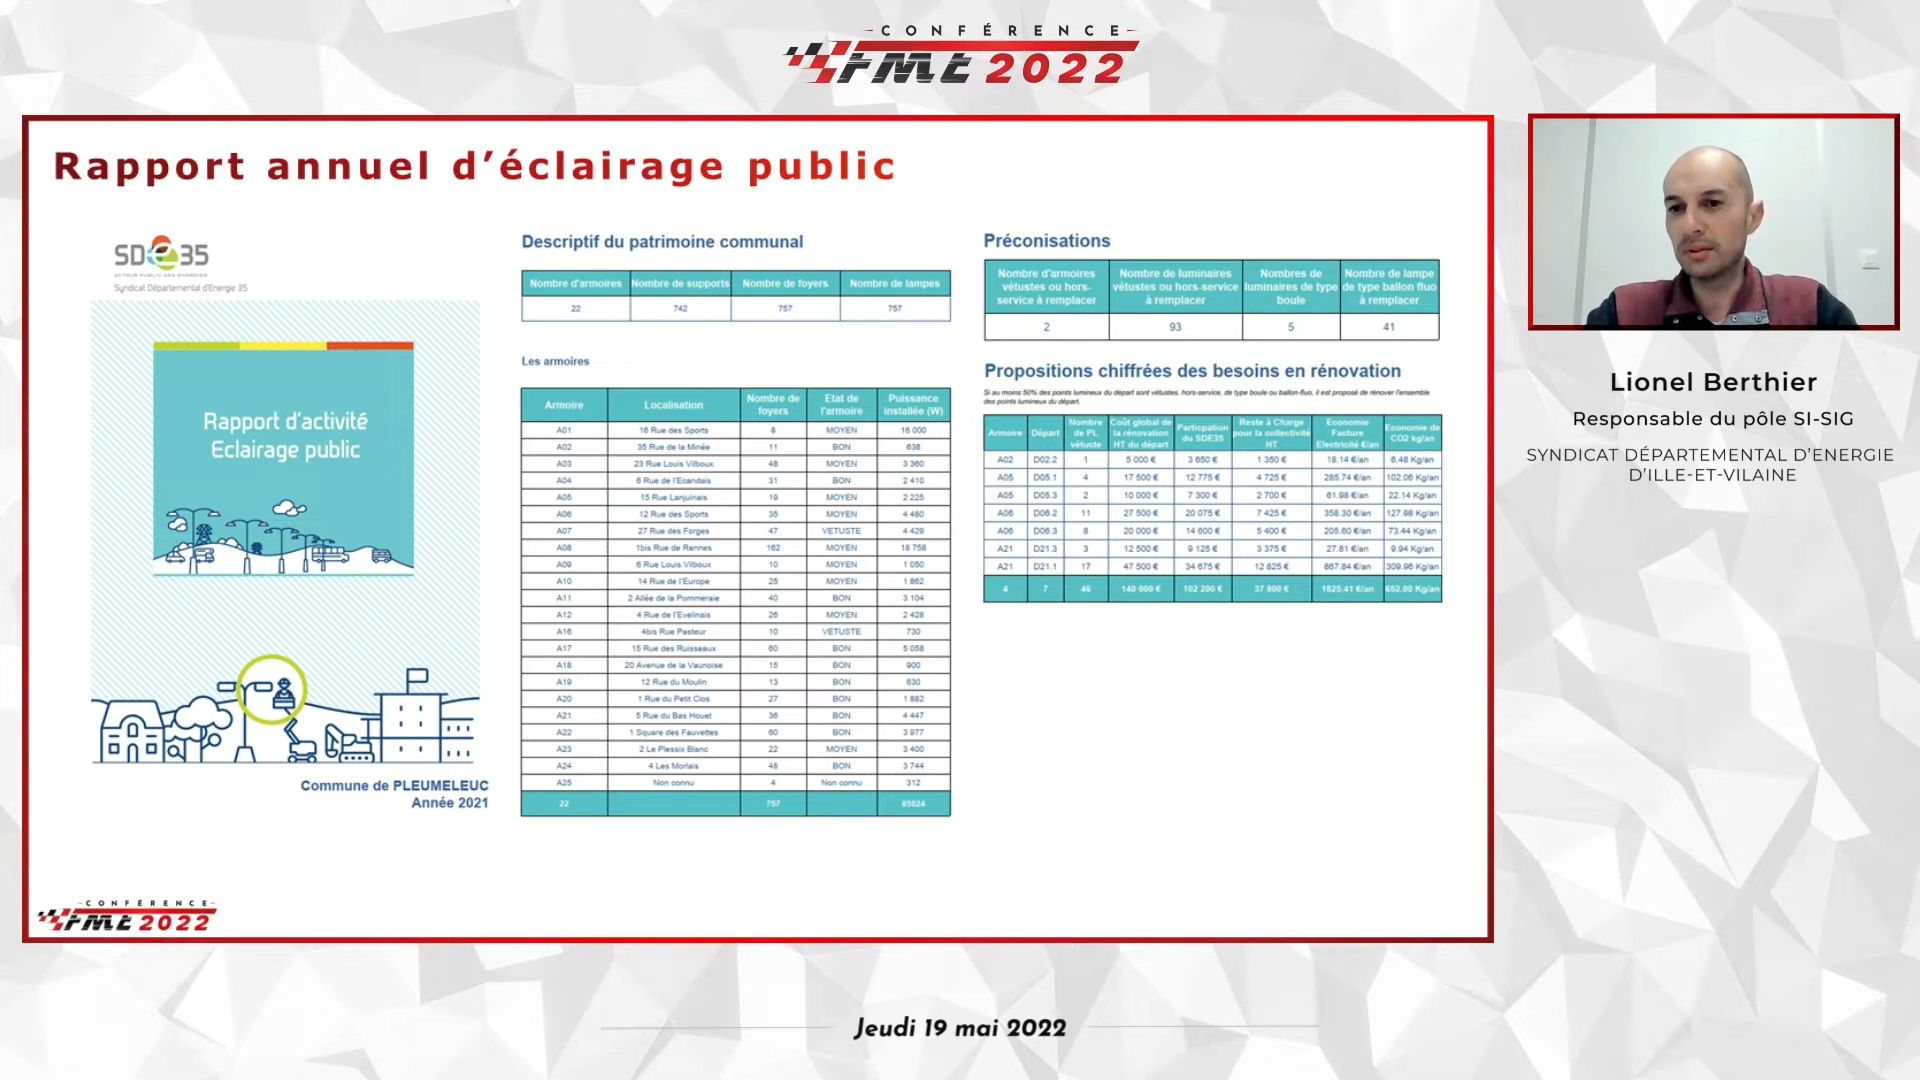 CONFÉRENCE
FME 2022
Rapport annuel d’éclairage public
SDe35
ACTEUR PUBLIC DES ENERGIES
Syndicat Départemental d'Energie 35
Rapport d'activité
Eclairage public
Commune de PLEUMELEUC
Année 2021
Descriptif du patrimoine communal
Nombre d'armoires Nombre de supports Nombre de foyers Nombre de lampes
22 742 757 757
Les armoires
Armoire Localisation Nombre de foyers Etat de l'armoire Puissance installée (W)
A01 16 Rue des Sports 8 MOYEN 16 000
A02 35 Rue de la Minée 11 BON 638
A03 23 Rue Louis Vilboux 48 MOYEN 3 360
A04 6 Rue de l'Ecandais 31 BON 2 410
A05 15 Rue Lanjuinais 19 MOYEN 2 225
A06 12 Rue des Sports 35 MOYEN 4 480
A07 27 Rue des Forges 47 VETUSTE 4 429
A08 1bis Rue de Rennes 162 MOYEN 18 758
A09 6 Rue Louis Vilboux 10 MOYEN 1 050
A10 14 Rue de l'Europe 25 MOYEN 1 862
A11 2 Allée de la Pommeraie 40 BON 3 104
A12 4 Rue de l'Evelinais 26 MOYEN 2 428
A16 4bis Rue Pasteur 10 VETUSTE 730
A17 15 Rue des Ruisseaux 60 BON 5 058
A18 20 Avenue de la Vaunoise 15 BON 900
A19 12 Rue du Moulin 13 BON 630
A20 1 Rue du Petit Clos 27 BON 1 882
A21 5 Rue du Bas Houet 36 BON 4 447
A22 1 Square des Fauvettes 60 BON 3 977
A23 2 Le Plessix Blanc 22 MOYEN 3 400
A24 4 Les Morlais 48 BON 3 744
A25 Non connu 4 Non connu 312
22 757 85824
Préconisations
Nombre d'armoires vétustes ou hors-service à remplacer Nombre de luminaires vétustes ou hors-service à remplacer Nombres de luminaires de type boule Nombre de lampe de type ballon fluo à remplacer
2 93 5 41
Propositions chiffrées des besoins en rénovation
Si au moins 50% des points lumineux du départ sont vétustes, hors-service, de type boule ou ballon-fluo, il est proposé de rénover l'ensemble
des points lumineux du départ.
Armoire Départ Nombre de PL vétuste Coût global de la rénovation HT du départ Particpation du SDE35 Reste à Charge pour la collectivité HT Economie Facture Electricité €/an Economie de CO2 kg/an
A02 D02.2 1 5 000 € 3 650 € 1 350 € 18.14 €/an 6.48 Kg/an
A05 D05.1 4 17 500 € 12 775 € 4 725 € 285.74 €/an 102.06 Kg/an
A05 D05.3 2 10 000 € 7 300 € 2 700 € 61.98 €/an 22.14 Kg/an
A06 D06.2 11 27 500 € 20 075 € 7 425 € 358.30 €/an 127.98 Kg/an
A06 D06.3 8 20 000 € 14 600 € 5 400 € 205.60 €/an 73.44 Kg/an
A21 D21.3 3 12 500 € 9 125 € 3 375 € 27.81 €/an 9.94 Kg/an
A21 D21.1 17 47 500 € 34 675 € 12 825 € 867.84 €/an 309.96 Kg/an
4 7 46 140 000 € 102 200 € 37 800 € 1825.41 €/an 652.00 Kg/an
CONFÉRENCE
FME 2022
Lionel Berthier
Responsable du pôle SI-SIG
SYNDICAT DÉPARTEMENTAL D’ENERGIE
D’ILLE-ET-VILAINE
Jeudi 19 mai 2022